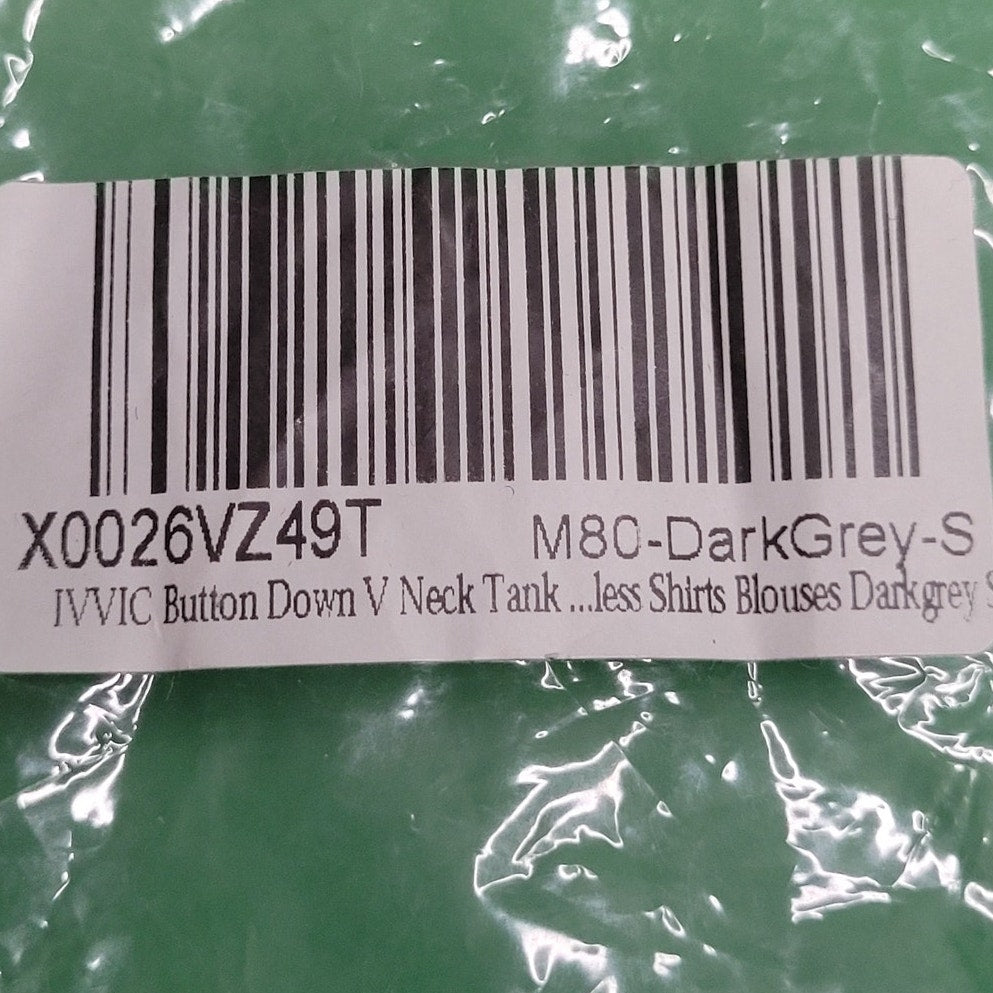 X0026VZ49T M80-DarkGrey-S
IVVIC Button Down V Neck Tank ...less Shirts Blouses Darkgrey S